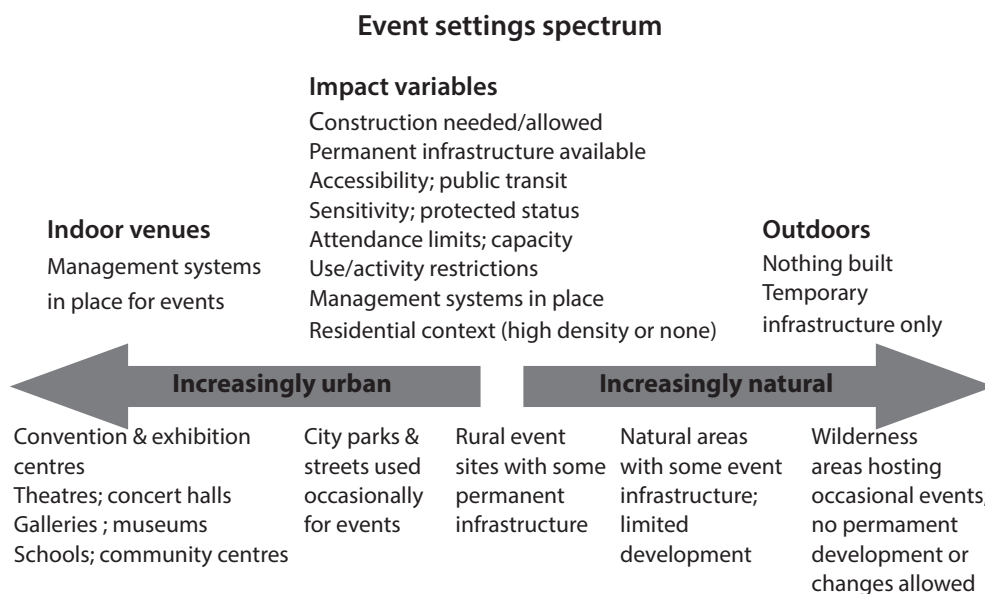 Event settings spectrum
Impact variables
Construction needed/allowed
Permanent infrastructure available
Accessibility; public transit
Sensitivity; protected status
Attendance limits; capacity
Use/activity restrictions
Management systems in place
Residential context (high density or none)
Indoor venues
Management systems
in place for events
Outdoors
Nothing built
Temporary
infrastructure only
Increasingly urban
Increasingly natural
Convention & exhibition
centres
Theatres; concert halls
Galleries ; museums
Schools; community centres
City parks &
streets used
occasionally
for events
Rural event
sites with some
permanent
infrastructure
Natural areas
with some event
infrastructure;
limited
development
Wilderness
areas hosting
occasional events;
no permament
development or
changes allowed